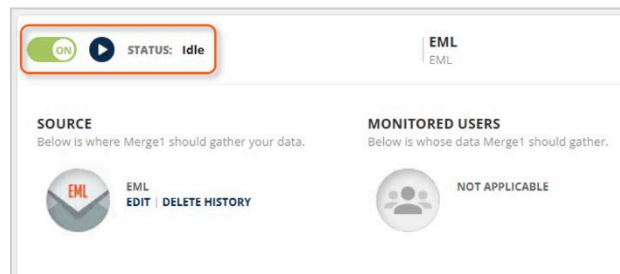 ON STATUS: Idle
EML
EML
SOURCE
Below is where Merge1 should gather your data.
EML
EML
EDIT | DELETE HISTORY
MONITORED USERS
Below is whose data Merge1 should gather.
NOT APPLICABLE